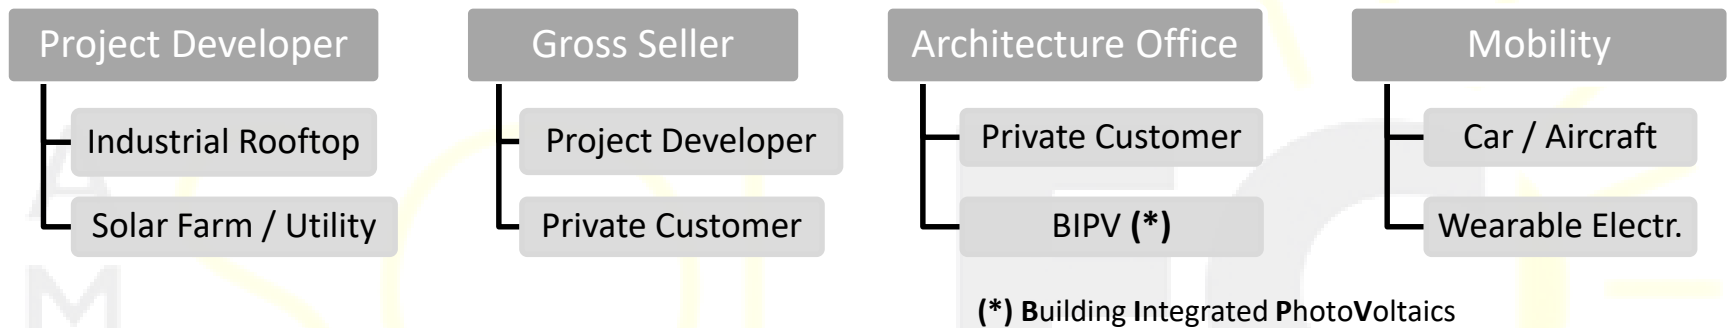 Project Developer
Industrial Rooftop
Solar Farm / Utility
Gross Seller
Project Developer
Private Customer
Architecture Office
Private Customer
BIPV (*)
Mobility
Car / Aircraft
Wearable Electr.
(*) Building Integrated PhotoVoltaics